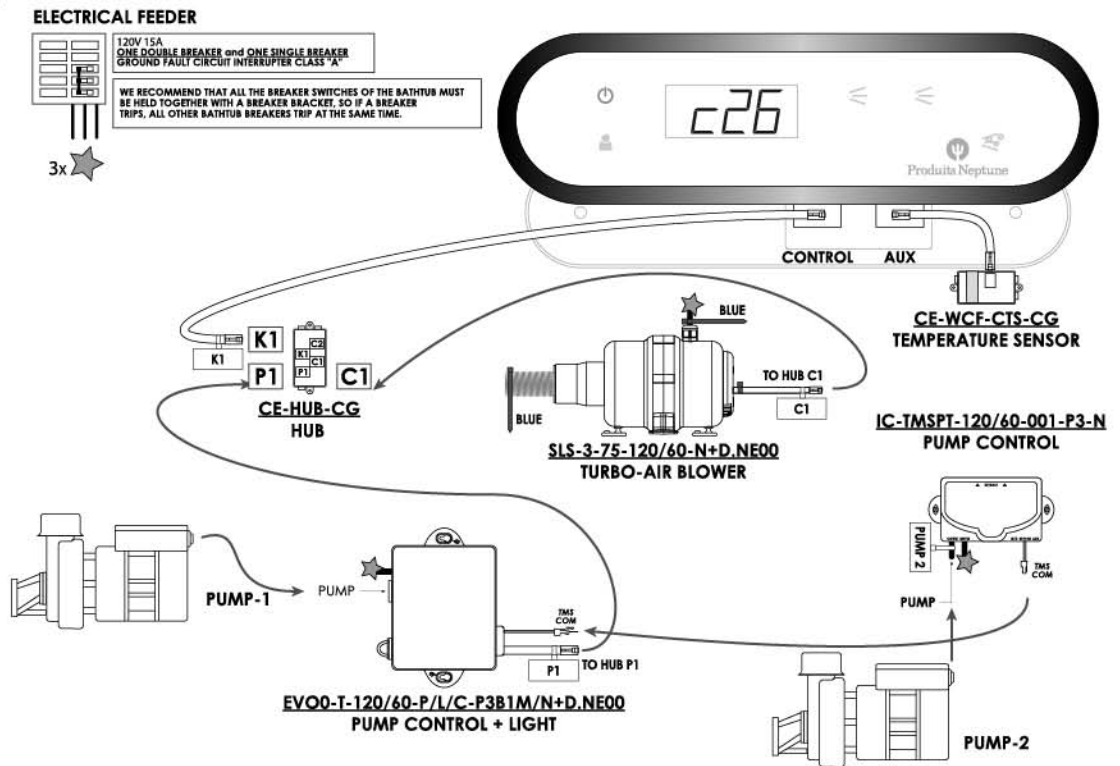 ELECTRICAL FEEDER
120V 15A
ONE DOUBLE BREAKER and ONE SINGLE BREAKER
GROUND FAULT CIRCUIT INTERRUPTER CLASS "A"
WE RECOMMEND THAT ALL THE BREAKER SWITCHES OF THE BATHTUB MUST
BE HELD TOGETHER WITH A BREAKER BRACKET, SO IF A BREAKER
TRIPS, ALL OTHER BATHTUB BREAKERS TRIP AT THE SAME TIME.
3x
c26
Produits Neptune
CONTROL
AUX
CE-WCF-CTS-CG
TEMPERATURE SENSOR
K1
K1
P1
C2
K1
C1
P1
C1
CE-HUB-CG
HUB
BLUE
BLUE
TO HUB C1
C1
SLS-3-75-120/60-N+D.NE00
TURBO-AIR BLOWER
IC-TMSPT-120/60-001-P3-N
PUMP CONTROL
PUMP 2
TMS
COM
PUMP
PUMP-1
PUMP
TMS
COM
P1
TO HUB P1
EVO0-T-120/60-P/L/C-P3B1M/N+D.NE00
PUMP CONTROL + LIGHT
PUMP-2